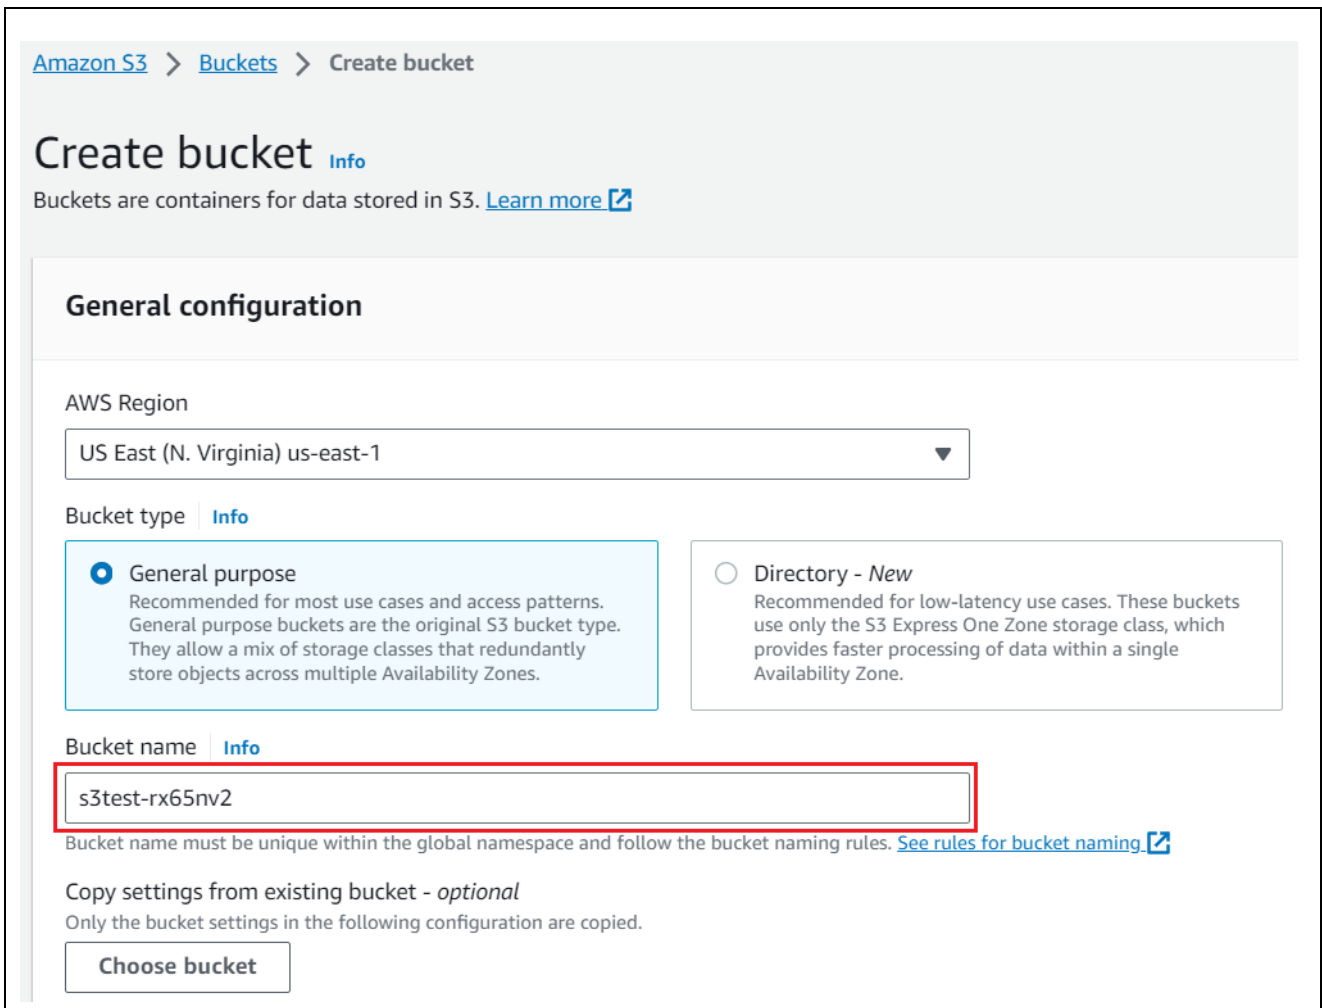 Amazon S3 > Buckets > Create bucket
Create bucket Info
Buckets are containers for data stored in S3. Learn more
General configuration
AWS Region
US East (N. Virginia) us-east-1
Bucket type Info
General purpose
Recommended for most use cases and access patterns.
General purpose buckets are the original S3 bucket type.
They allow a mix of storage classes that redundantly
store objects across multiple Availability Zones.
Directory - New
Recommended for low-latency use cases. These buckets
use only the S3 Express One Zone storage class, which
provides faster processing of data within a single
Availability Zone.
Bucket name Info
s3test-rx65nv2
Bucket name must be unique within the global namespace and follow the bucket naming rules. See rules for bucket naming
Copy settings from existing bucket - optional
Only the bucket settings in the following configuration are copied.
Choose bucket